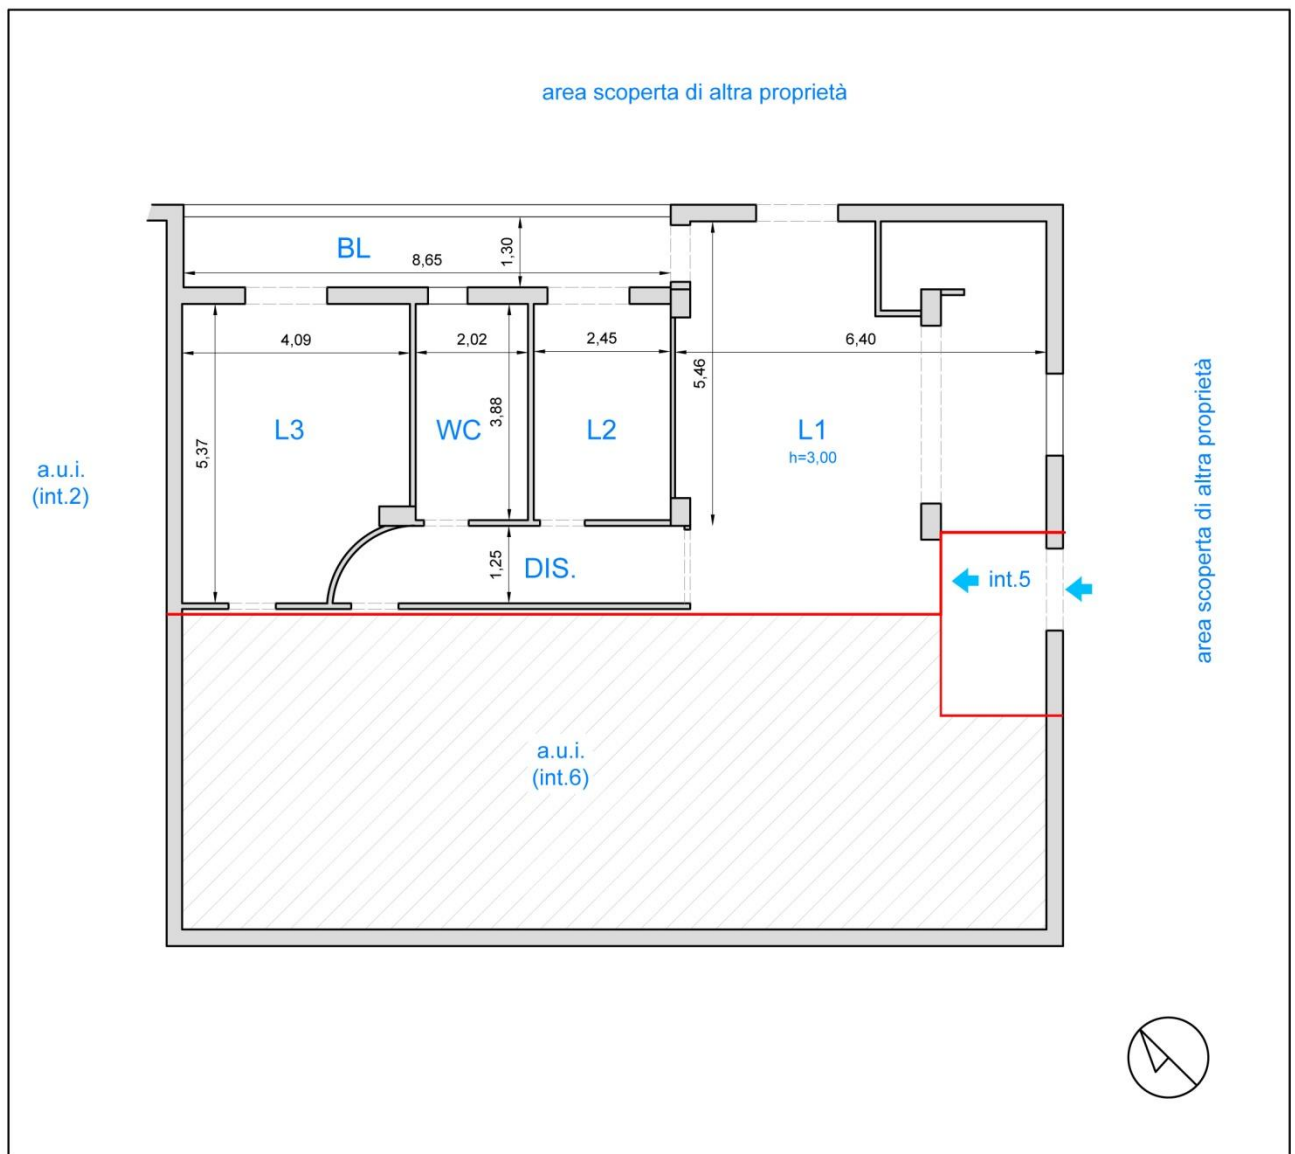 area scoperta di altra proprietà
BL
8,65
1,30
4,09
2,02
2,45
6,40
5,46
3,88
5,37
L3
WC
L2
L1
h=3,00
a.u.i.
(int.2)
area scoperta di altra proprietà
1,25
DIS.
int.5
a.u.i.
(int.6)